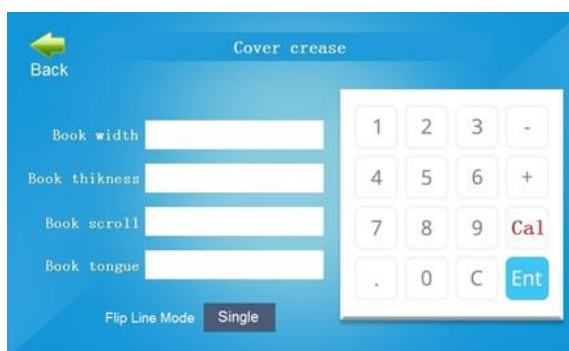 Cover crease
Back
Book width
Book thikness
Book scroll
Book tongue
Flip Line Mode Single
1 2 3 -
4 5 6 +
7 8 9 Cal
. 0 C Ent